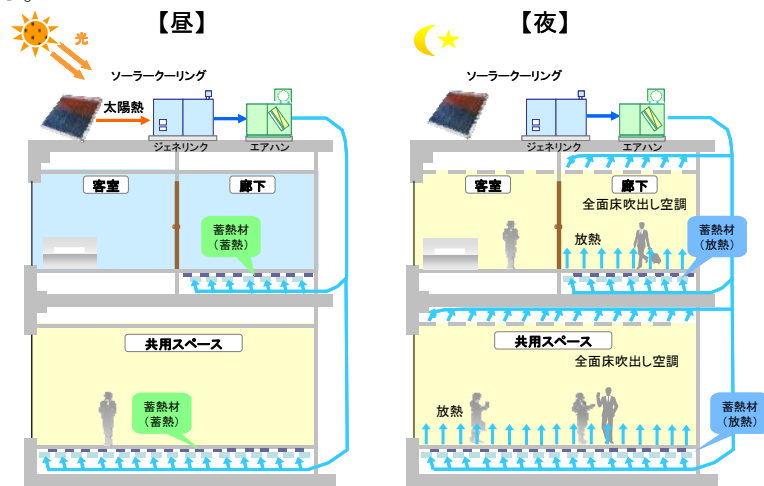 【昼】
光
ソーラークーリング
太陽熱
ジェネリンク
エアハン
客室
廊下
蓄熱材
（蓄熱）
共用スペース
蓄熱材
（蓄熱）
【夜】
ソーラークーリング
ジェネリンク
エアハン
客室
廊下
全面床吹出し空調
放熱
蓄熱材
（放熱）
共用スペース
全面床吹出し空調
放熱
蓄熱材
（放熱）